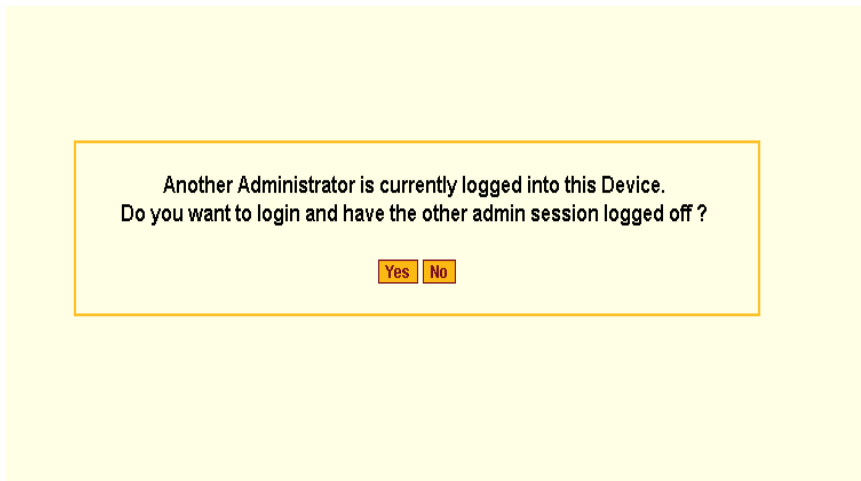 Another Administrator is currently logged into this Device.
Do you want to login and have the other admin session logged off ?
Yes No